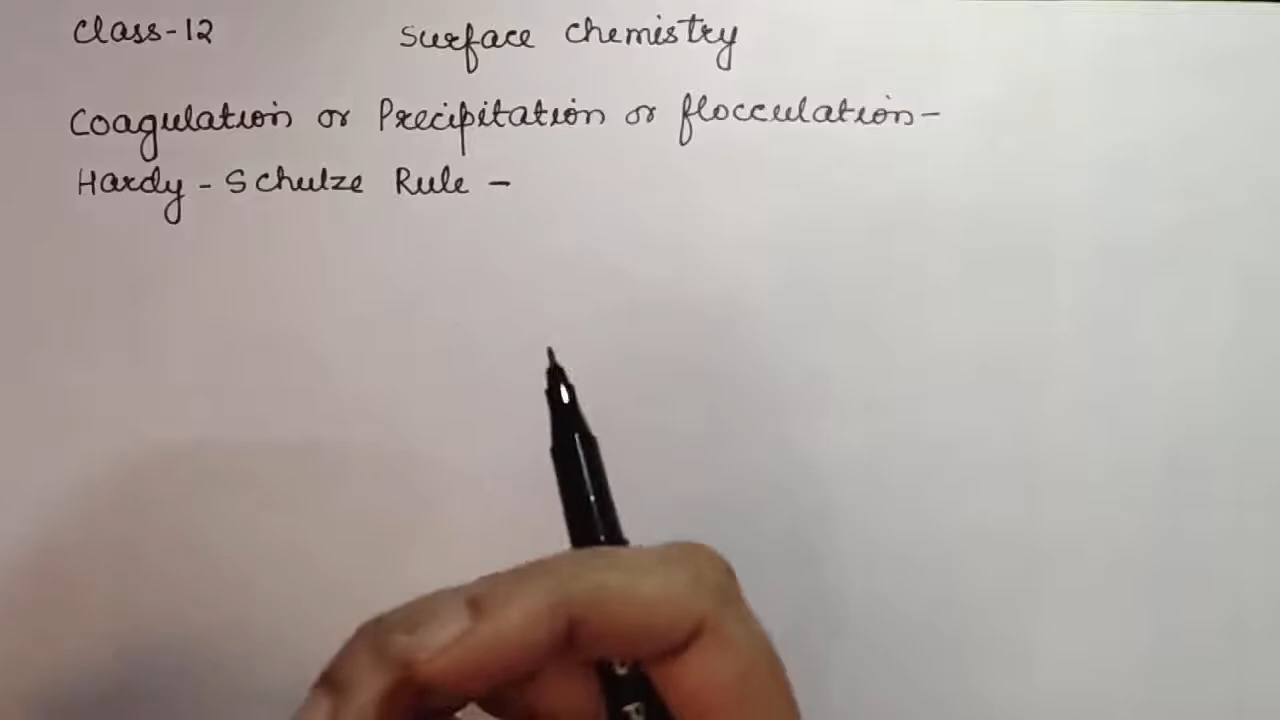 Class-12 Surface Chemistry
Coagulation or Precipitation or flocculation-
Hardy - Schulze Rule -